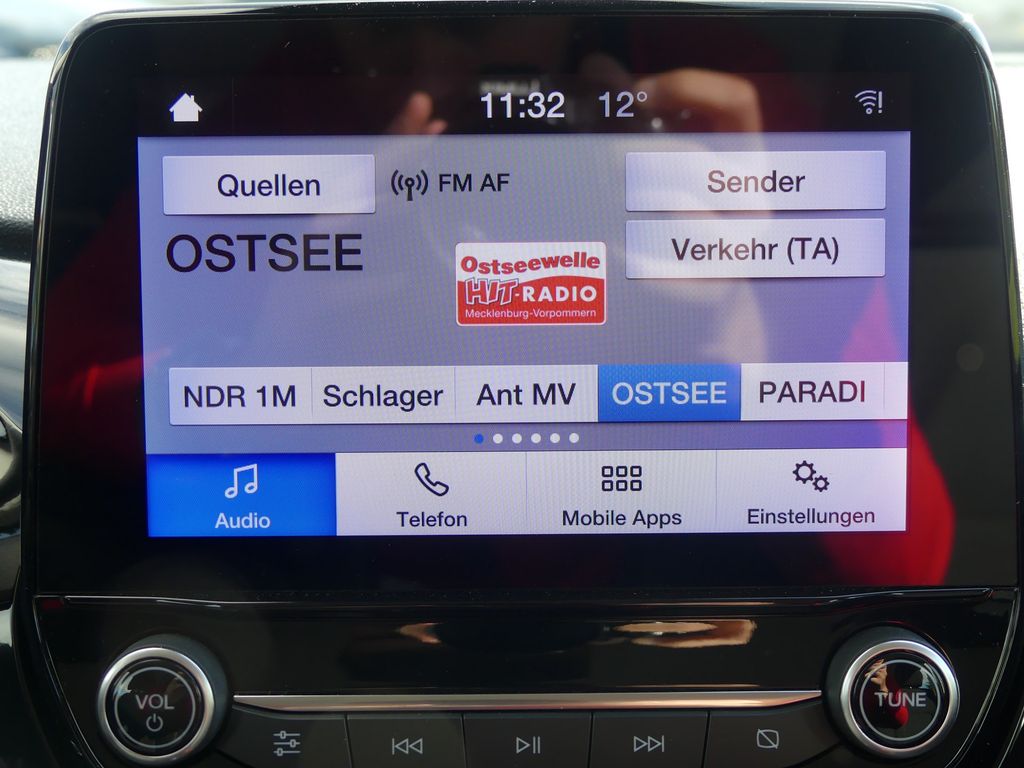 11:32 12°
Quellen FM AF Sender
OSTSEE Verkehr (TA)
Ostseewelle
HIT-RADIO
Mecklenburg-Vorpommern
NDR 1M Schlager Ant MV OSTSEE PARADI
Audio Telefon Mobile Apps Einstellungen
VOL TUNE